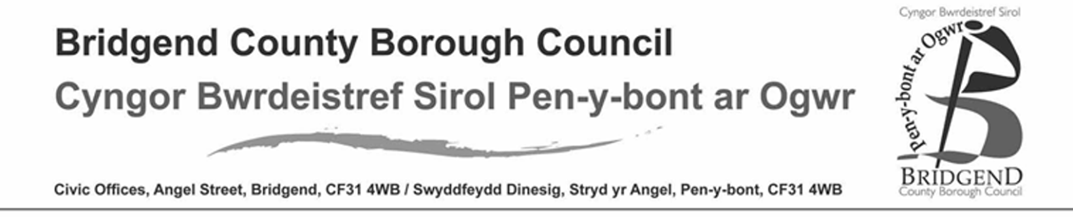 Bridgend County Borough Council
Cyngor Bwrdeistref Sirol Pen-y-bont ar Ogwr
Civic Offices, Angel Street, Bridgend, CF31 4WB / Swyddfeydd Dinesig, Stryd yr Angel, Pen-y-bont, CF31 4WB
Cyngor Bwrdeistref Sirol
Pen-y-bont ar Ogwr
BRIDGEND
County Borough Council